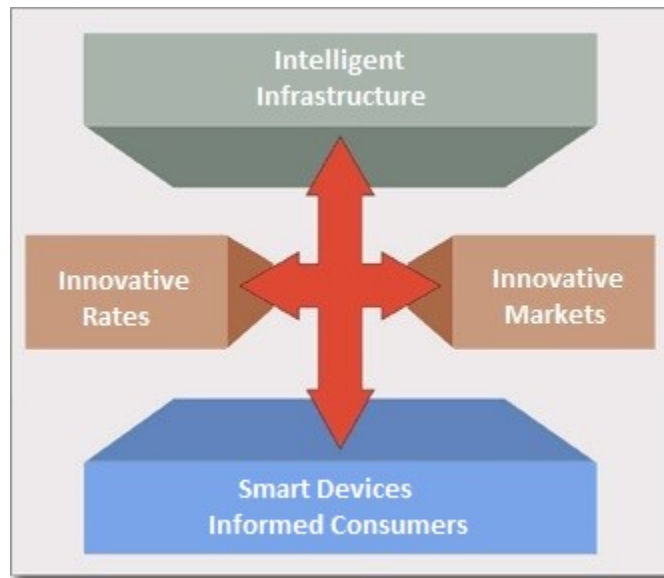 Intelligent
Infrastructure
Innovative
Rates
Innovative
Markets
Smart Devices
Informed Consumers